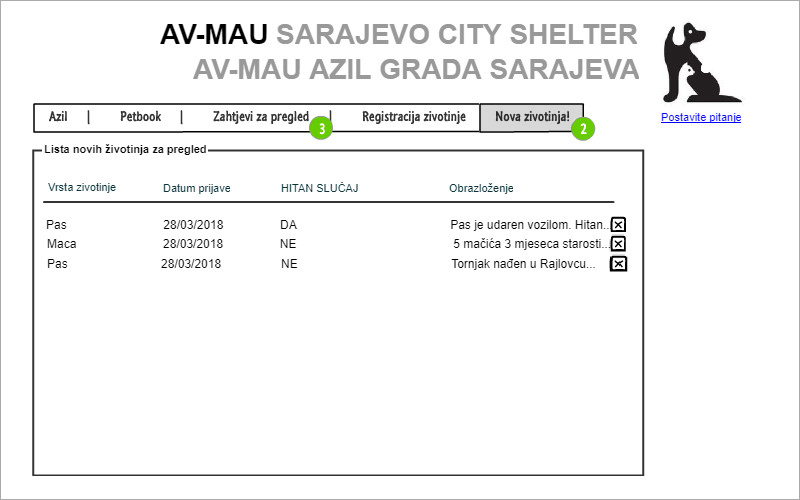 AV-MAU SARAJEVO CITY SHELTER
AV-MAU AZIL GRADA SARAJEVA
Postavite pitanje
Azil | Petbook | Zahtjevi za pregled | Registracija zivotinje Nova zivotinja!
3 2
Lista novih životinja za pregled
Vrsta zivotinje Datum prijave HITAN SLUČAJ Obrazloženje
Pas 28/03/2018 DA Pas je udaren vozilom. Hitan...
Maca 28/03/2018 NE 5 mačića 3 mjeseca starosti...
Pas 28/03/2018 NE Tornjak nađen u Rajlovcu...